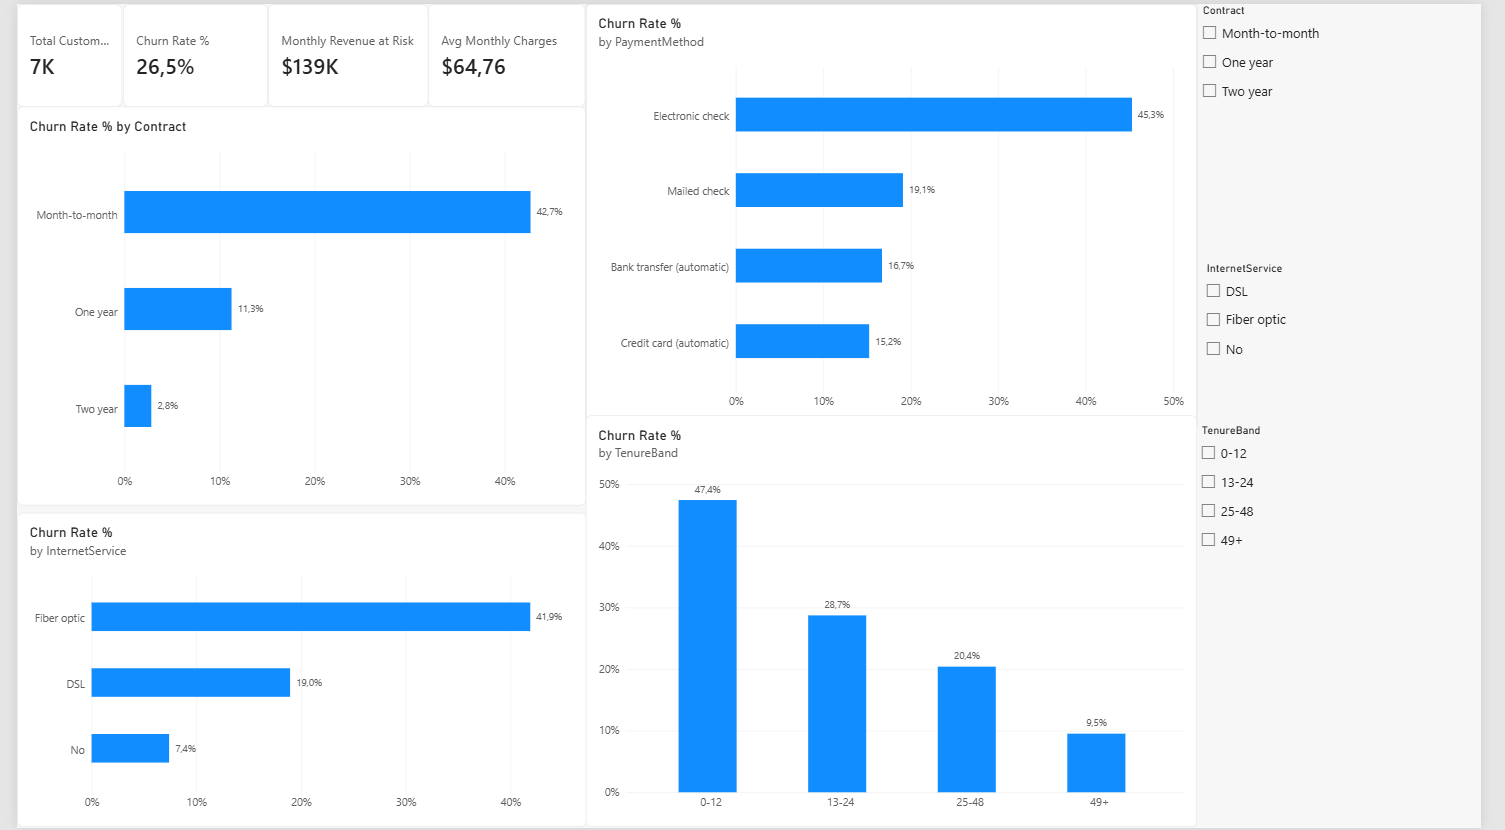 Total Custom...
7K
Churn Rate %
26,5%
Monthly Revenue at Risk
$139K
Avg Monthly Charges
$64,76
Churn Rate % by Contract
Month-to-month
42,7%
One year
11,3%
Two year
2,8%
0% 10% 20% 30% 40%
Churn Rate %
by InternetService
Fiber optic
41,9%
DSL
19,0%
No
7,4%
0% 10% 20% 30% 40%
Churn Rate %
by PaymentMethod
Electronic check
45,3%
Mailed check
19,1%
Bank transfer (automatic)
16,7%
Credit card (automatic)
15,2%
0% 10% 20% 30% 40% 50%
Churn Rate %
by TenureBand
50%
40%
30%
20%
10%
0%
47,4%
28,7%
20,4%
9,5%
0-12 13-24 25-48 49+
Contract
Month-to-month
One year
Two year
InternetService
DSL
Fiber optic
No
TenureBand
0-12
13-24
25-48
49+